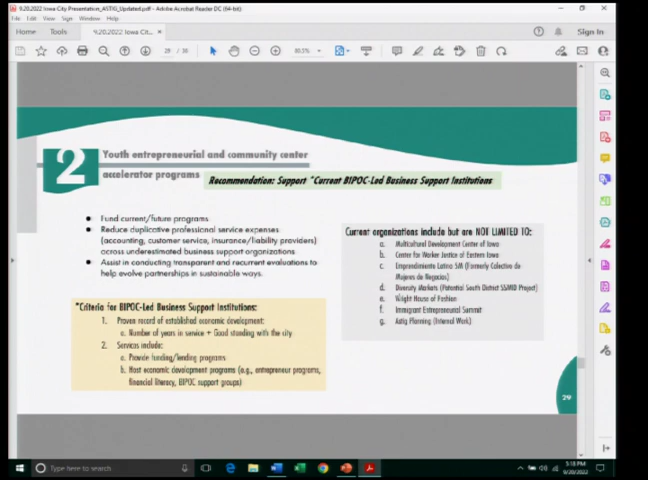 9.20.2022 Iowa City Presentation_ASTIG_Updated.pdf - Adobe Acrobat Reader DC (64-bit)
File Edit View Sign Window Help
Home Tools 9.20.2022 Iowa Cit... × Sign In
2
Youth entrepreneurial and community center
accelerator programs
Recommendation: Support *Current BIPOC-Led Business Support Institutions
● Fund current/future programs
● Reduce duplicative professional service expenses
(accounting, customer service, insurance/liability providers)
across underestimated business support organizations
● Assist in conducting transparent and recurrent evaluations to
help evolve partnerships in sustainable ways.
*Criteria for BIPOC-Led Business Support Institutions:
1. Proven record of established economic development:
a. Number of years in service + Good standing with the city
2. Services include:
a. Provide funding/lending programs
b. Host economic development programs (e.g., entrepreneur programs,
financial literacy, BIPOC support groups)
Current organizations include but are NOT LIMITED TO:
a. Multicultural Development Center of Iowa
b. Center for Worker Justice of Eastern Iowa
c. Emprendimiento Latino SM (Formerly Colectivo de
Mujeres de Negocios)
d. Diversity Markets (Potential South District SSMID Project)
e. Wright House of Fashion
f. Immigrant Entrepreneurial Summit
g. Astig Planning (Internal Work)
29
Type here to search
5:18 PM
9/20/2022